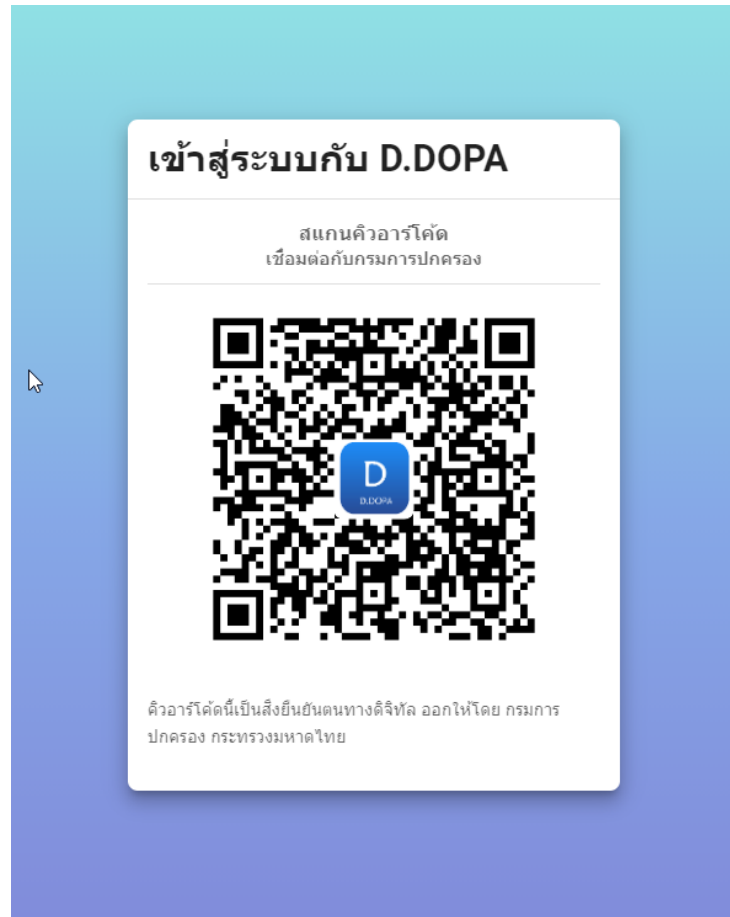 เข้าสู่ระบบกับ D.DOPA
สแกนคิวอาร์โค้ด
เชื่อมต่อกับกรมการปกครอง
D
D.DOPA
คิวอาร์โค้ดนี้เป็นสิ่งยืนยันตนทางดิจิทัล ออกให้โดย กรมการ
ปกครอง กระทรวงมหาดไทย